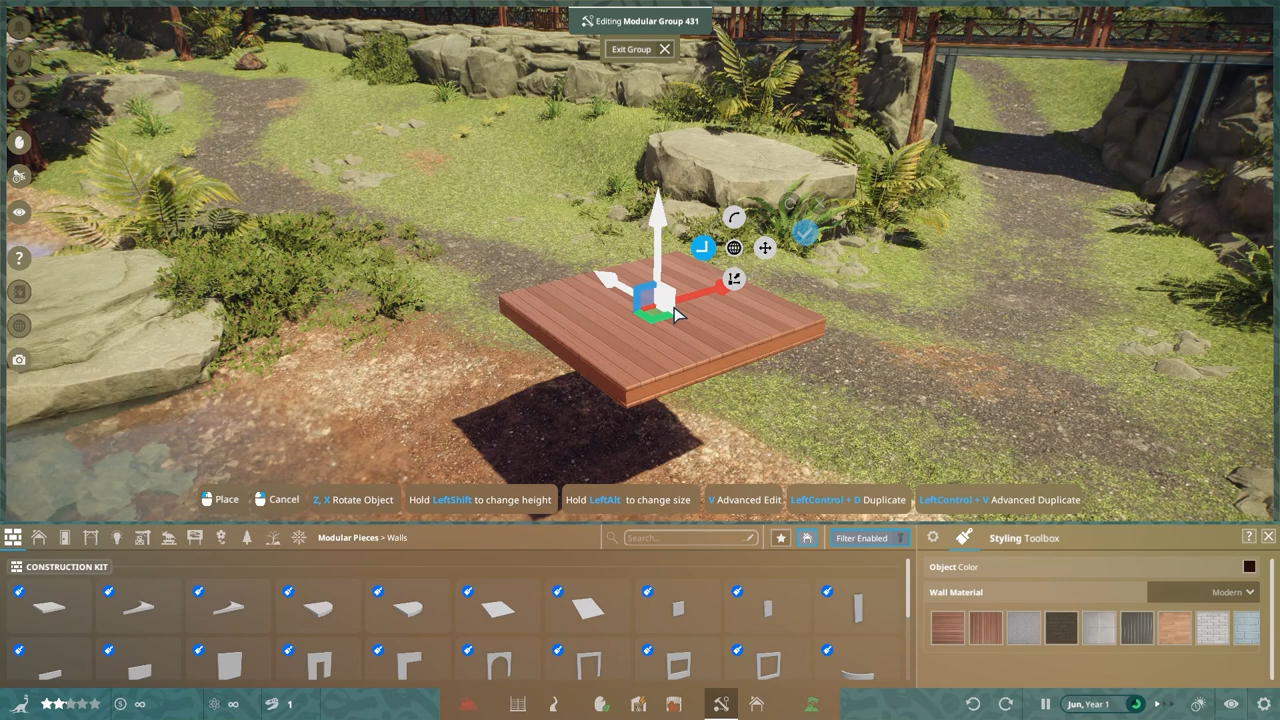 Editing Modular Group 431
Exit Group
Place Cancel Z, X Rotate Object Hold LeftShift to change height Hold LeftAlt to change size V Advanced Edit LeftControl + D Duplicate LeftControl + V Advanced Duplicate
Modular Pieces > Walls
Search...
Filter Enabled
Styling Toolbox
?
CONSTRUCTION KIT
Object Color
Wall Material
Modern
1
Jun, Year 1